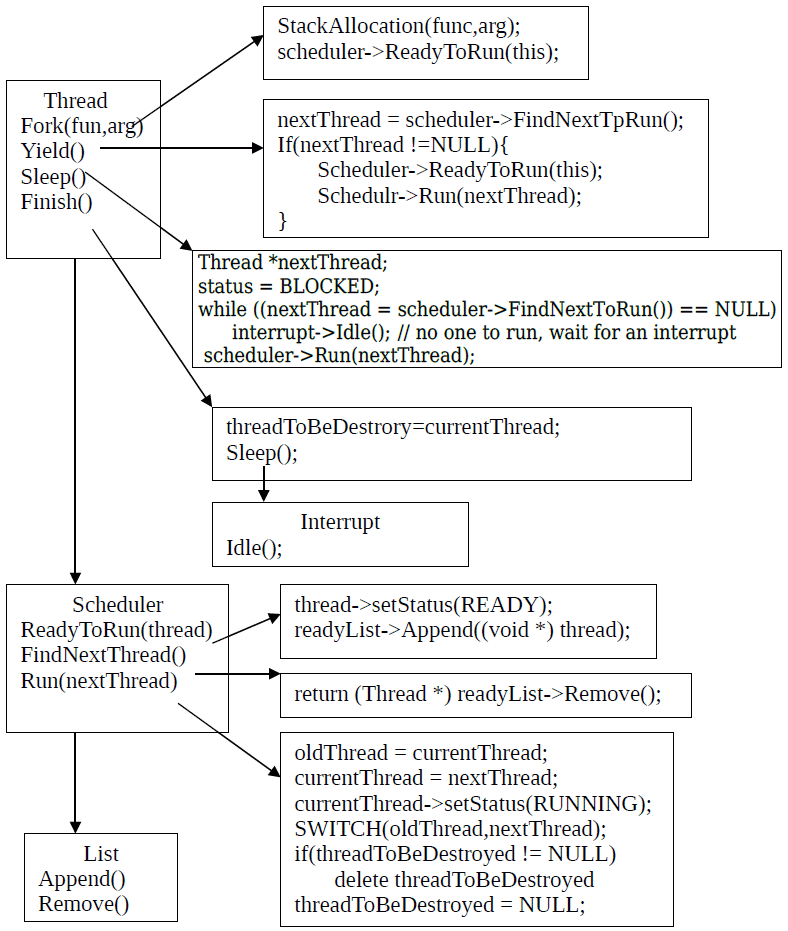 StackAllocation(func,arg);
scheduler->ReadyToRun(this);
Thread
Fork(fun,arg)
Yield()
Sleep()
Finish()
nextThread = scheduler->FindNextTpRun();
If(nextThread !=NULL){
Scheduler->ReadyToRun(this);
Schedulr->Run(nextThread);
}
Thread *nextThread;
status = BLOCKED;
while ((nextThread = scheduler->FindNextToRun()) == NULL)
interrupt->Idle(); // no one to run, wait for an interrupt
scheduler->Run(nextThread);
threadToBeDestrory=currentThread;
Sleep();
Interrupt
Idle();
Scheduler
ReadyToRun(thread)
FindNextThread()
Run(nextThread)
thread->setStatus(READY);
readyList->Append((void *) thread);
return (Thread *) readyList->Remove();
oldThread = currentThread;
currentThread = nextThread;
currentThread->setStatus(RUNNING);
SWITCH(oldThread,nextThread);
if(threadToBeDestroyed != NULL)
delete threadToBeDestroyed
threadToBeDestroyed = NULL;
List
Append()
Remove()